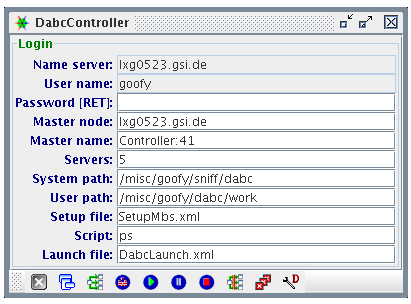 DabcController
Login
Name server: lxg0523.gsi.de
User name: goofy
Password [RET]:
Master node: lxg0523.gsi.de
Master name: Controller:41
Servers: 5
System path: /misc/goofy/sniff/dabc
User path: /misc/goofy/dabc/work
Setup file: SetupMbs.xml
Script: ps
Launch file: DabcLaunch.xml
D